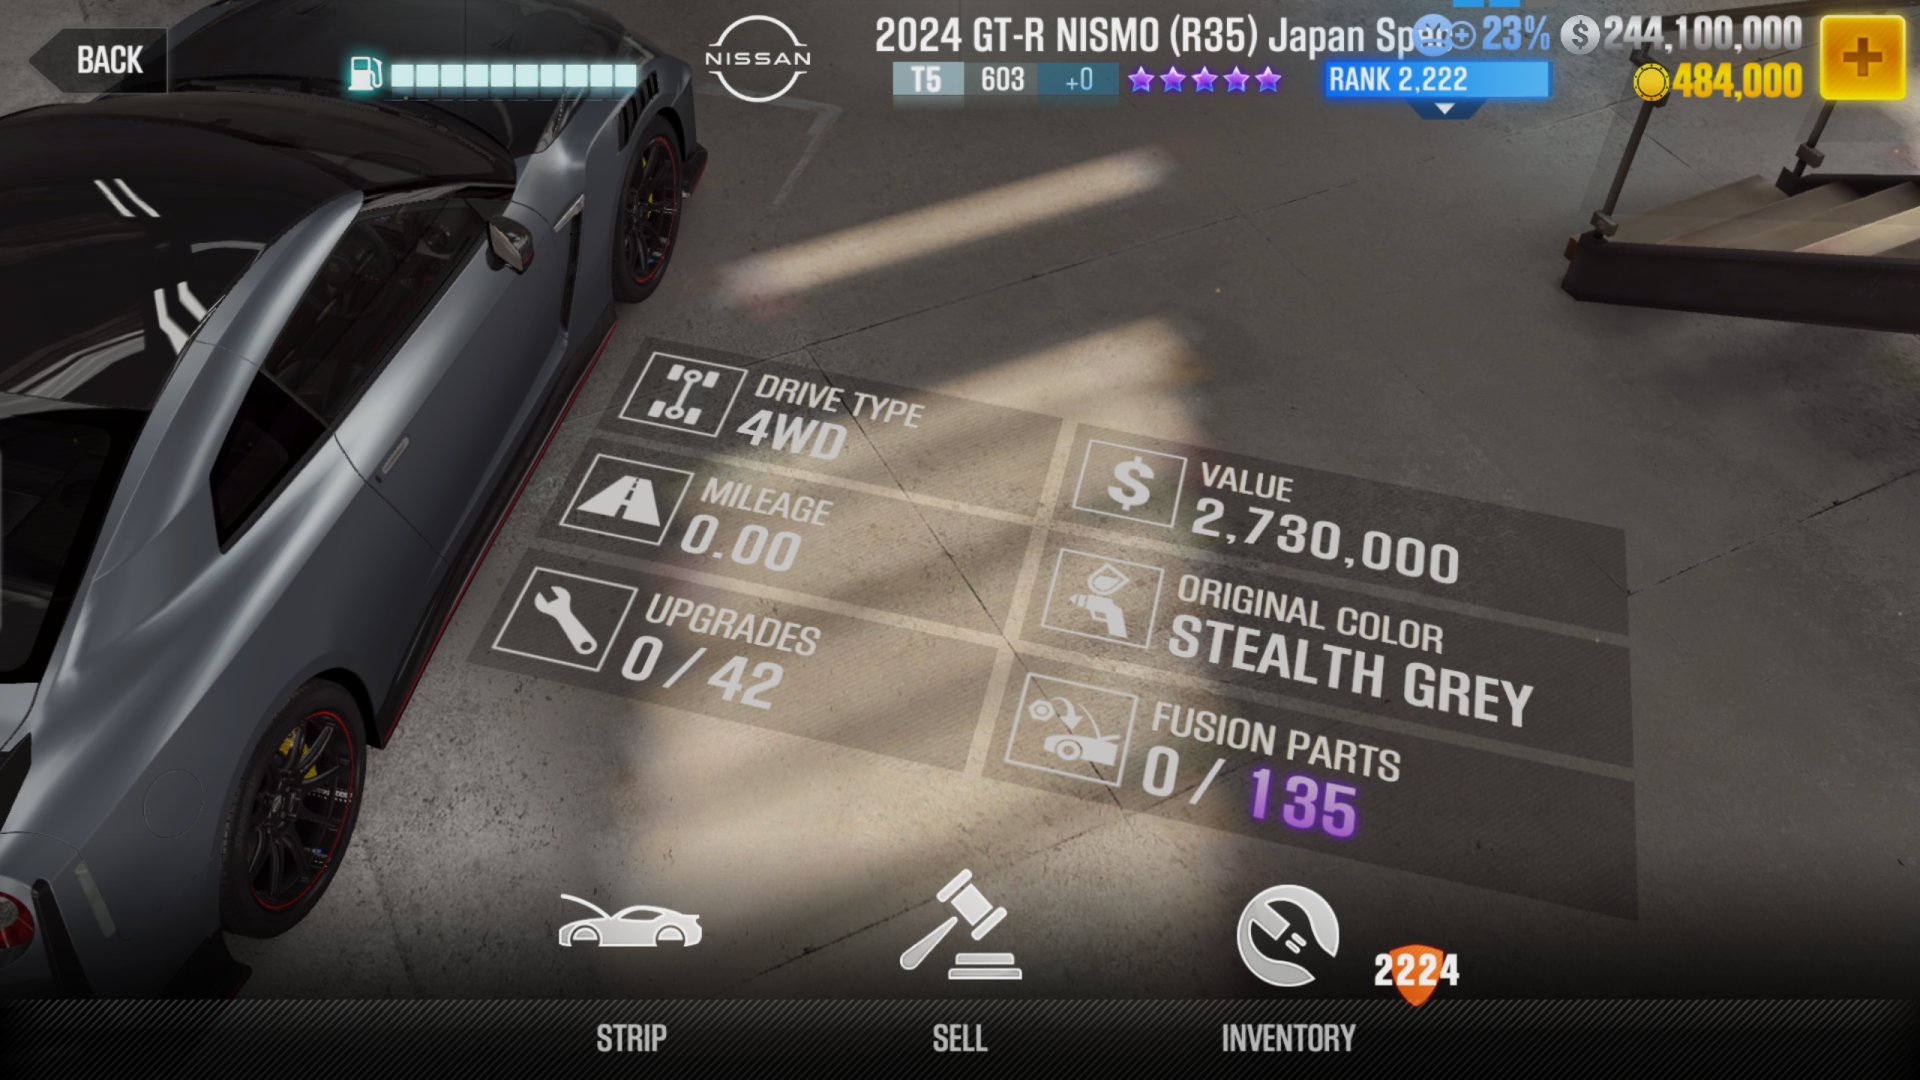 BACK
NISSAN
2024 GT-R NISMO (R35) Japan Spec
23%
244,100,000
T5 603 +0
RANK 2,222
484,000
DRIVE TYPE
4WD
MILEAGE
0.00
UPGRADES
0 / 42
VALUE
2,730,000
ORIGINAL COLOR
STEALTH GREY
FUSION PARTS
0 / 135
2224
STRIP
SELL
INVENTORY